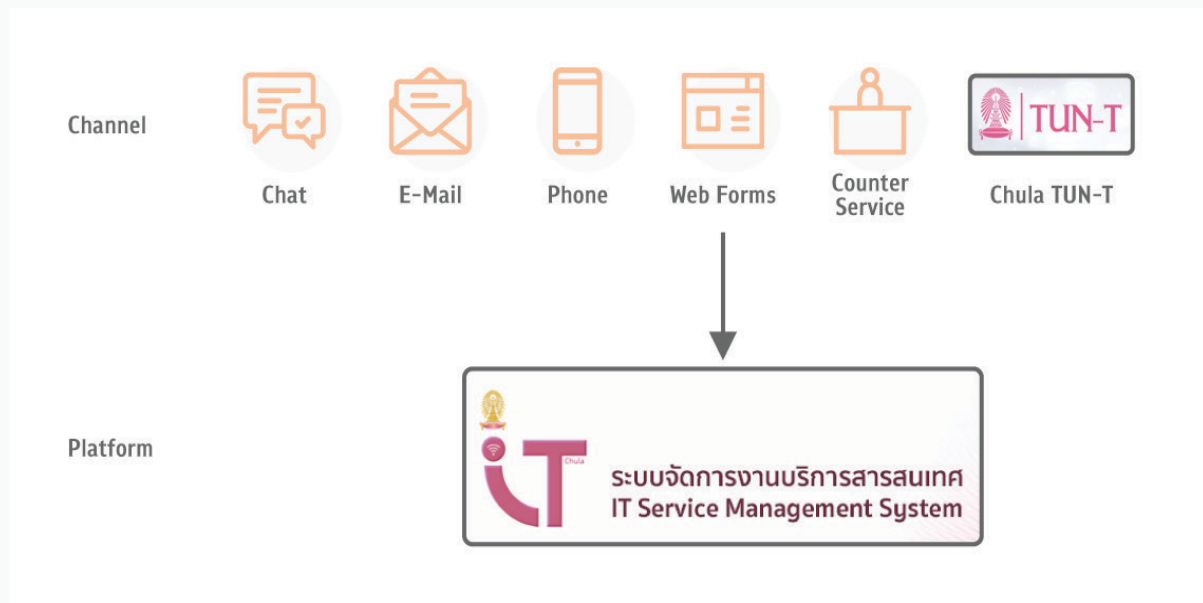 Channel
TUN-T
Chat
E-Mail
Phone
Web Forms
Counter
Service
Chula TUN-T
Platform
iT
Chula
ระบบจัดการงานบริการสารสนเทศ
IT Service Management System